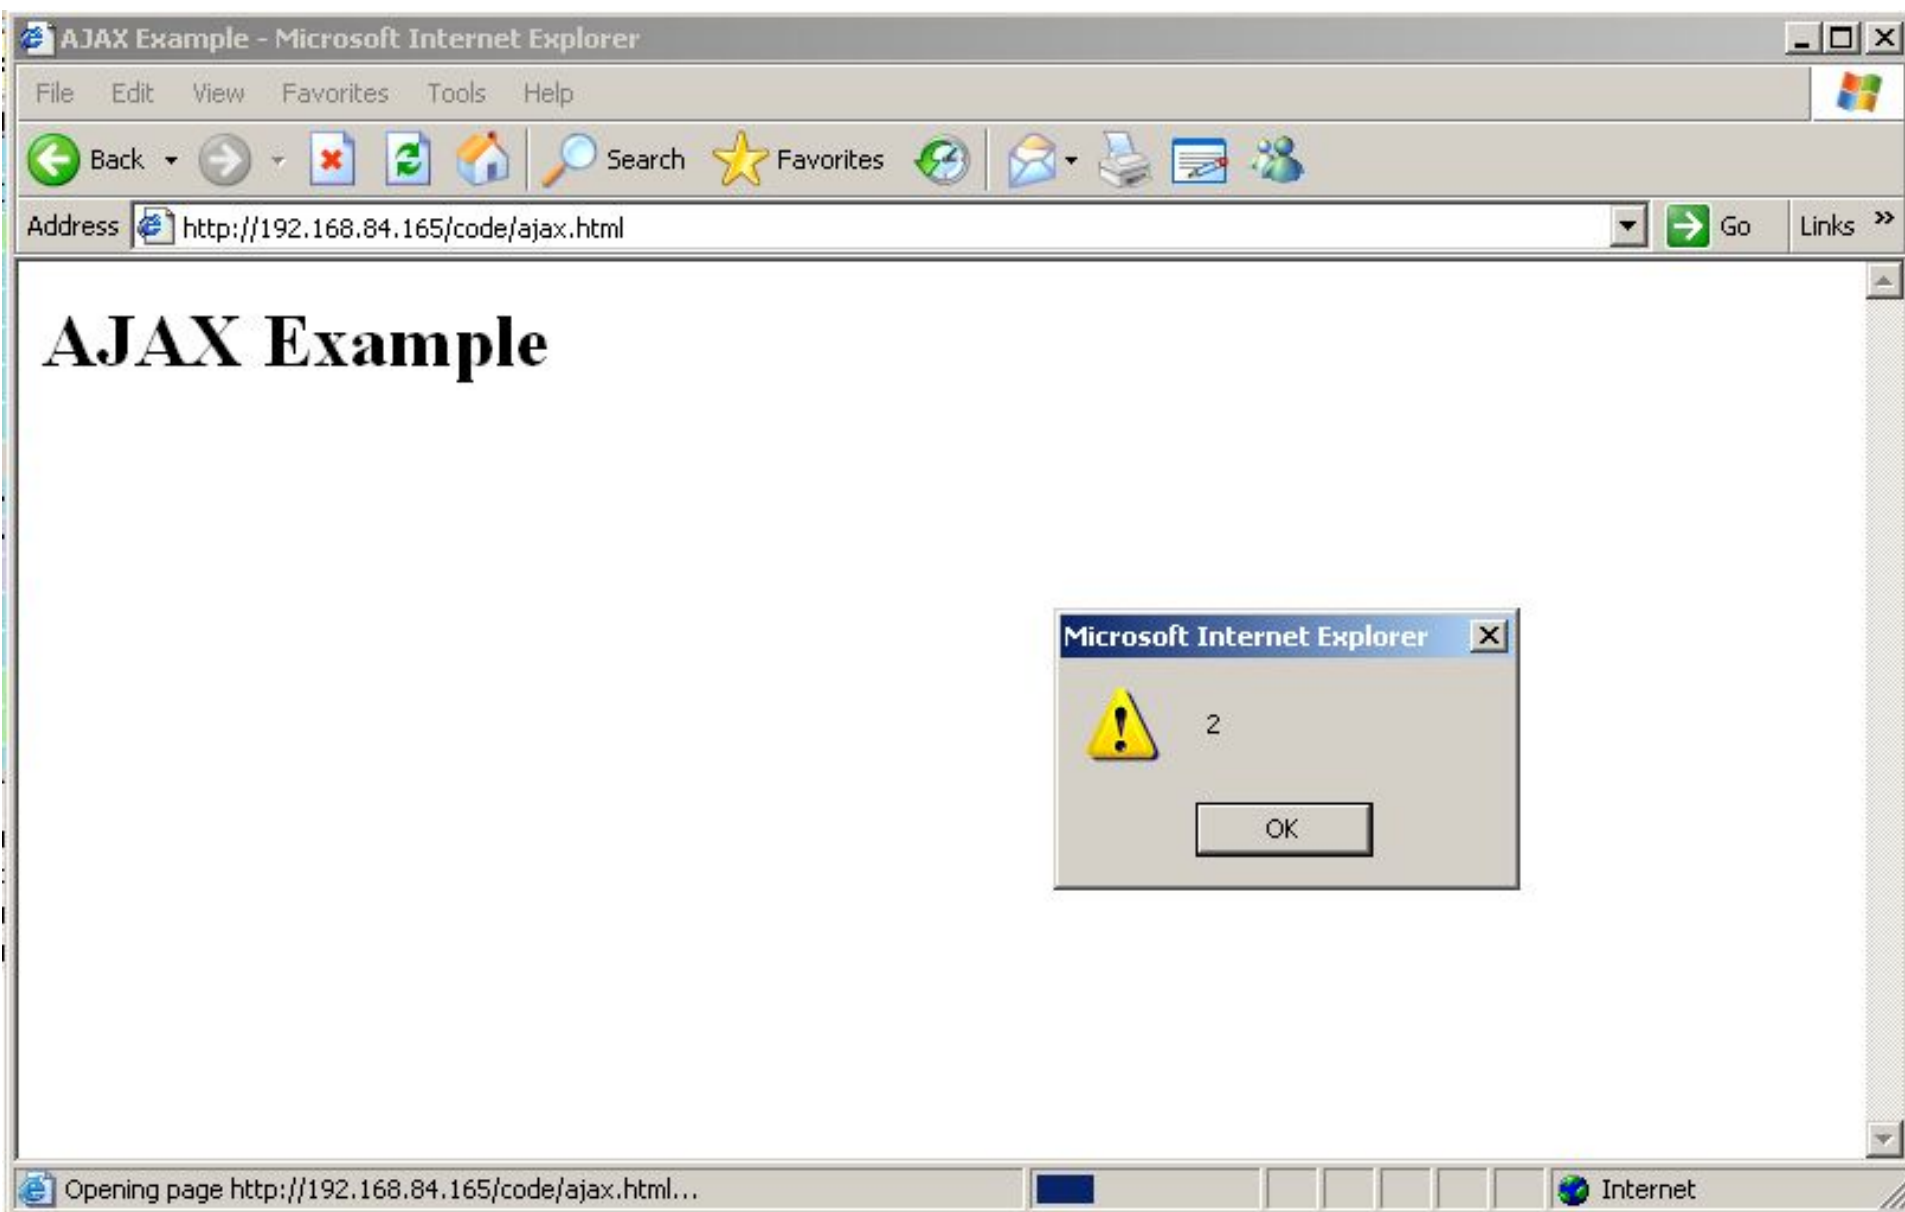 AJAX Example - Microsoft Internet Explorer
File Edit View Favorites Tools Help
Back Search Favorites
Address http://192.168.84.165/code/ajax.html Go Links »
AJAX Example
Microsoft Internet Explorer
2
OK
Opening page http://192.168.84.165/code/ajax.html... Internet